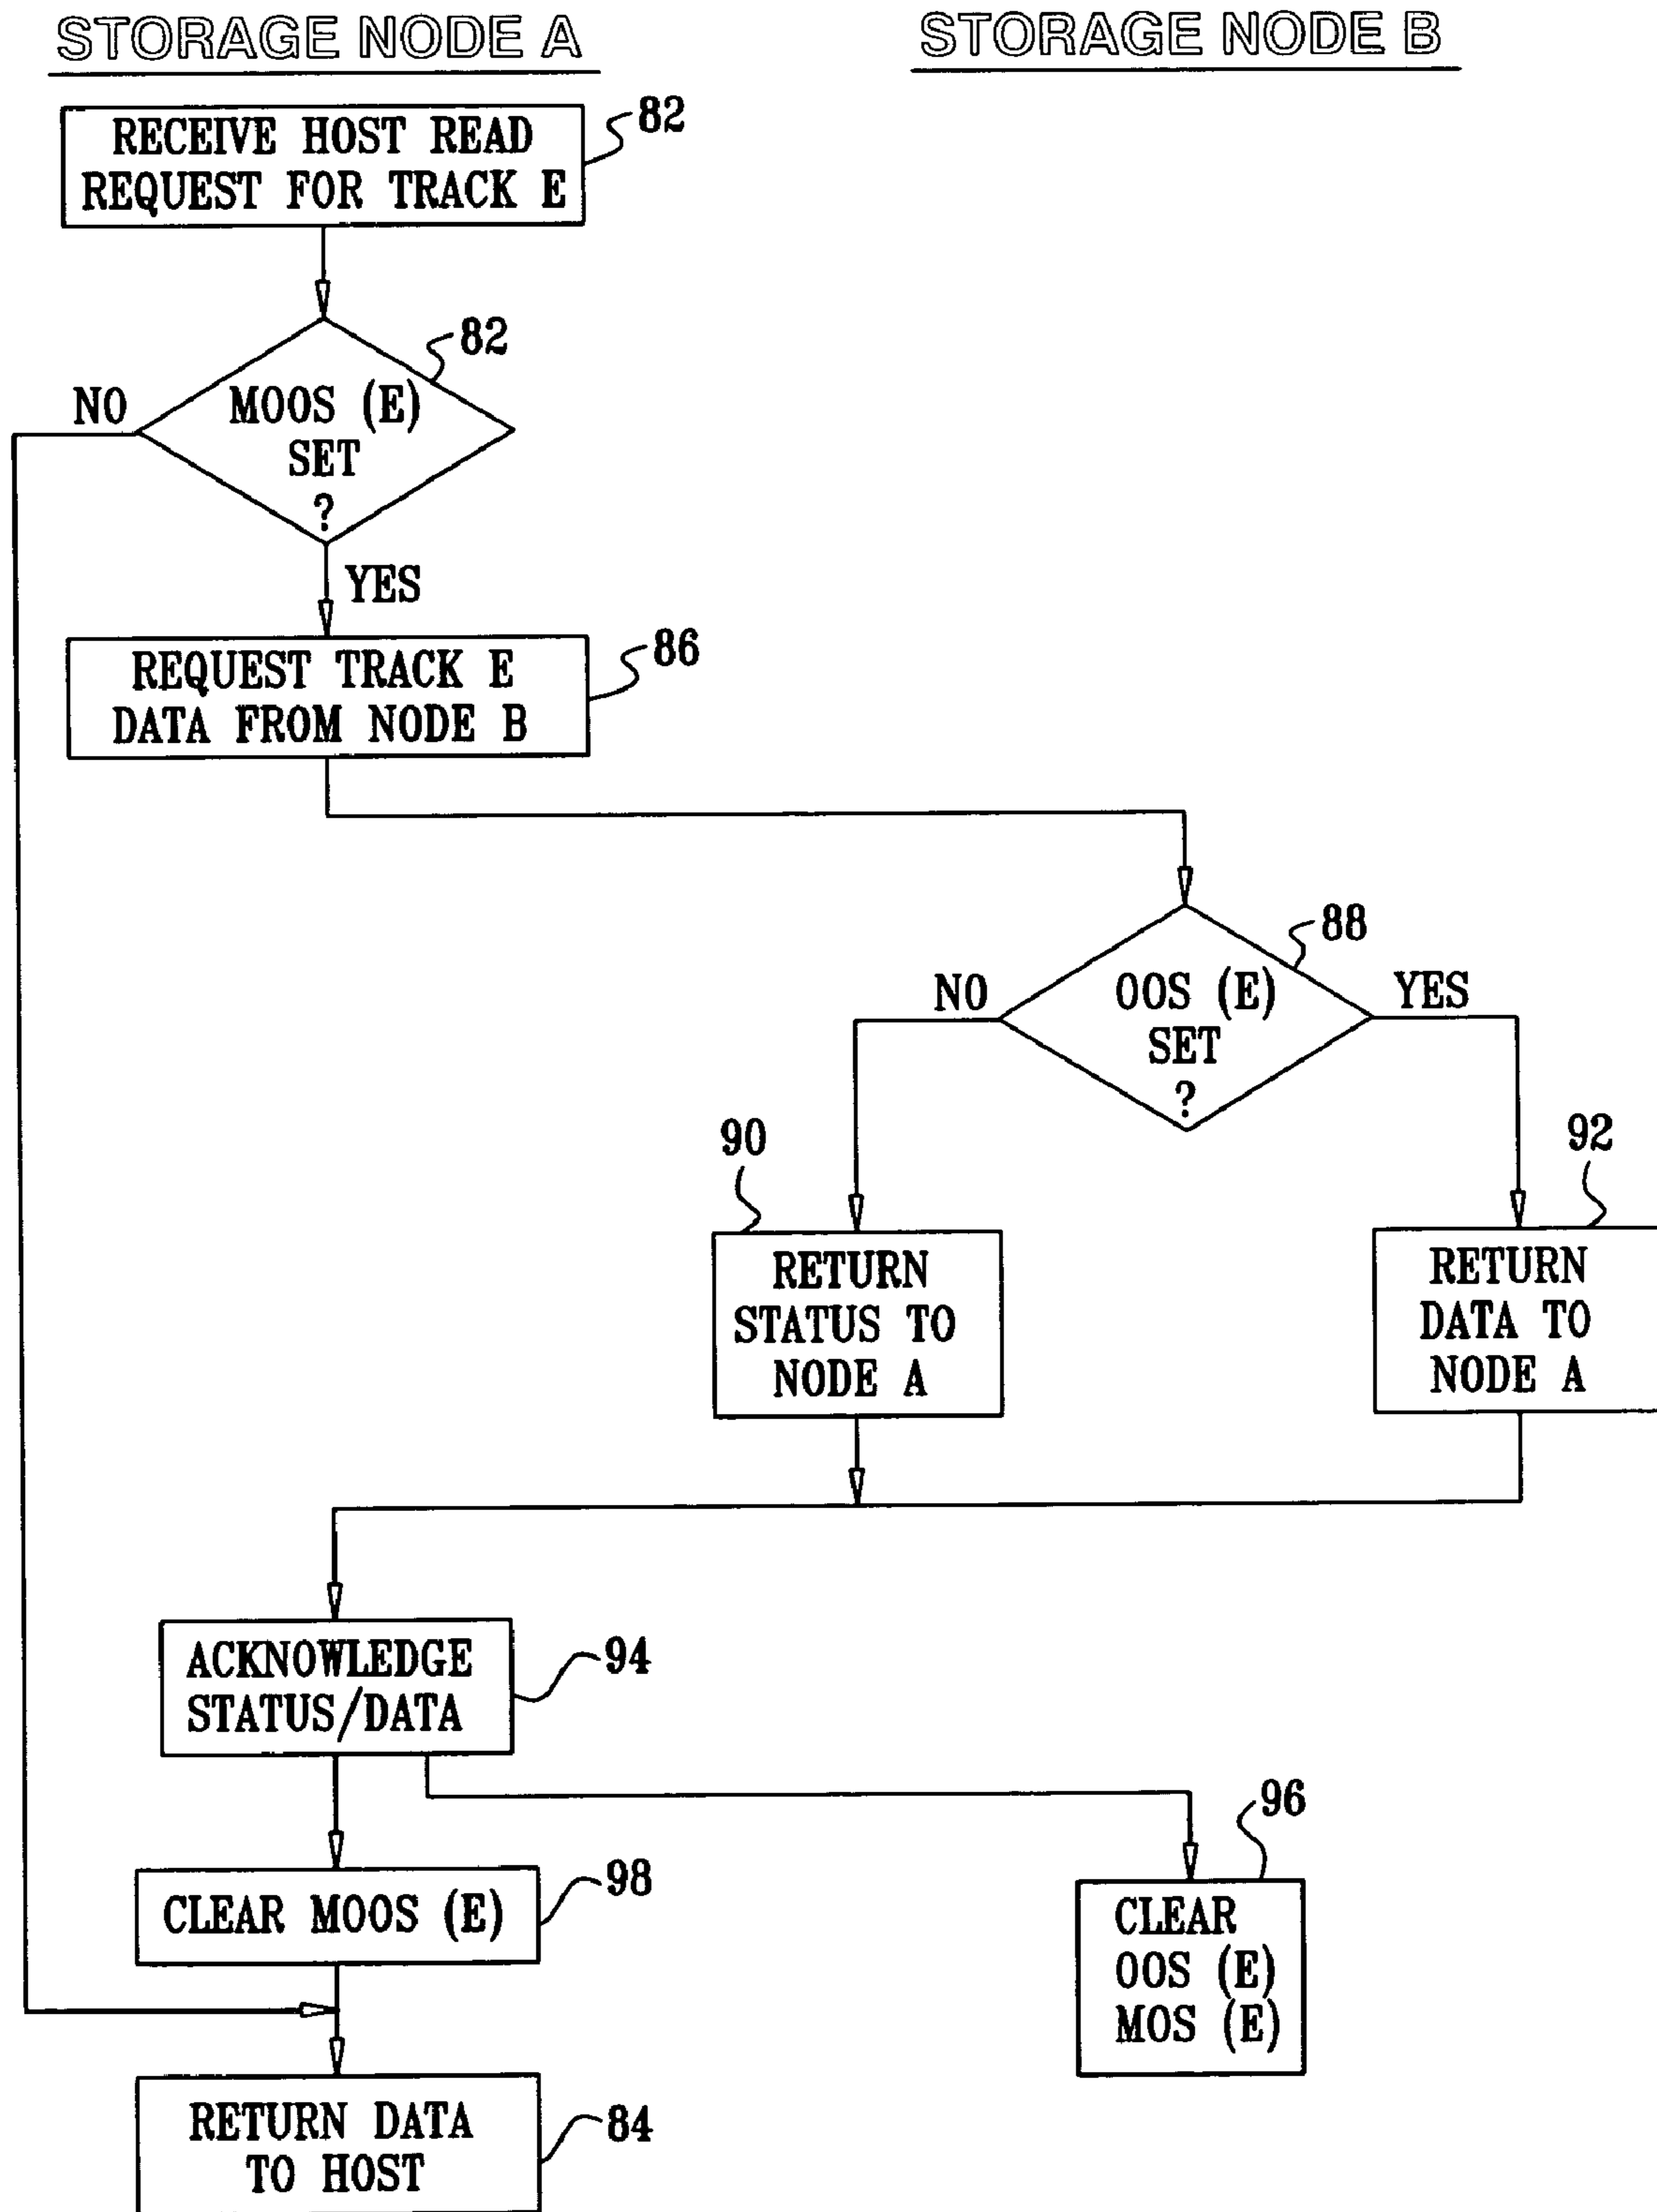 STORAGE NODE A
STORAGE NODE B
RECEIVE HOST READ
REQUEST FOR TRACK E
82
82
NO
MOOS (E)
SET
?
YES
REQUEST TRACK E
DATA FROM NODE B
86
88
NO
OOS (E)
SET
?
YES
90
92
RETURN
STATUS TO
NODE A
RETURN
DATA TO
NODE A
ACKNOWLEDGE
STATUS/DATA
94
96
CLEAR MOOS (E)
98
CLEAR
OOS (E)
MOS (E)
RETURN DATA
TO HOST
84